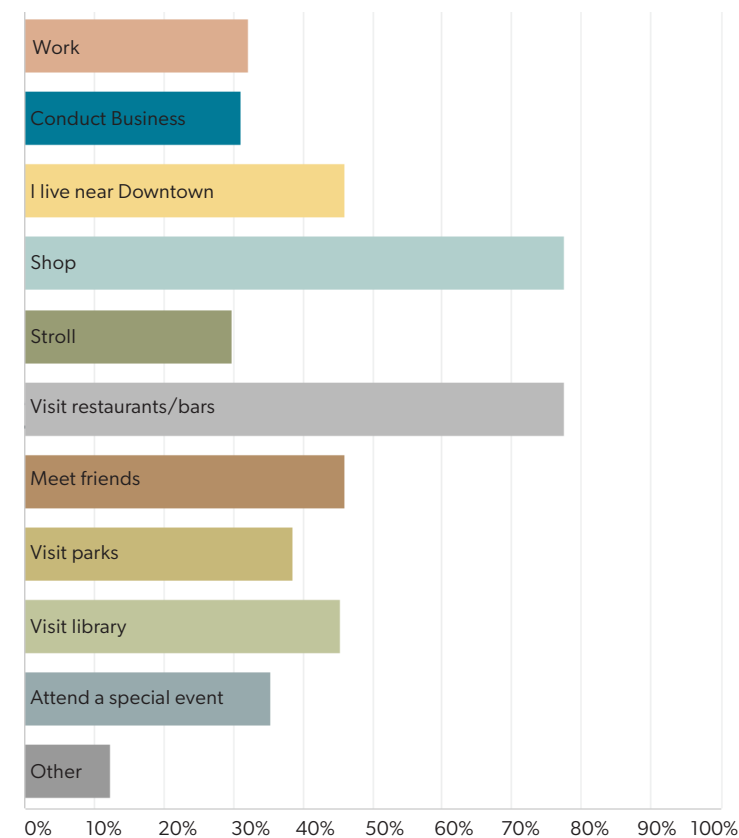 Work
Conduct Business
I live near Downtown
Shop
Stroll
Visit restaurants/bars
Meet friends
Visit parks
Visit library
Attend a special event
Other
0% 10% 20% 30% 40% 50% 60% 70% 80% 90% 100%